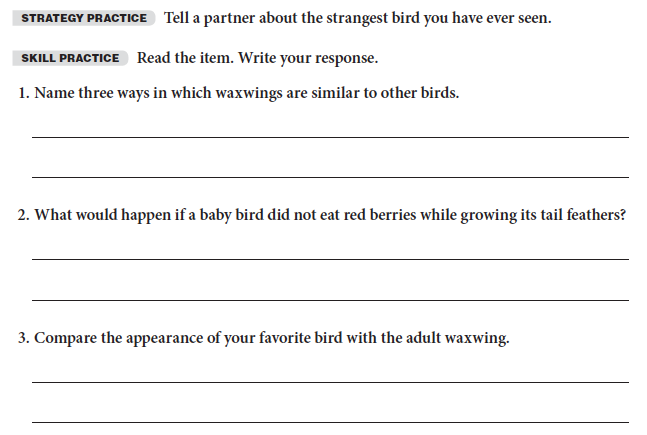 STRATEGY PRACTICE Tell a partner about the strangest bird you have ever seen.
SKILL PRACTICE Read the item. Write your response.
1. Name three ways in which waxwings are similar to other birds.
2. What would happen if a baby bird did not eat red berries while growing its tail feathers?
3. Compare the appearance of your favorite bird with the adult waxwing.